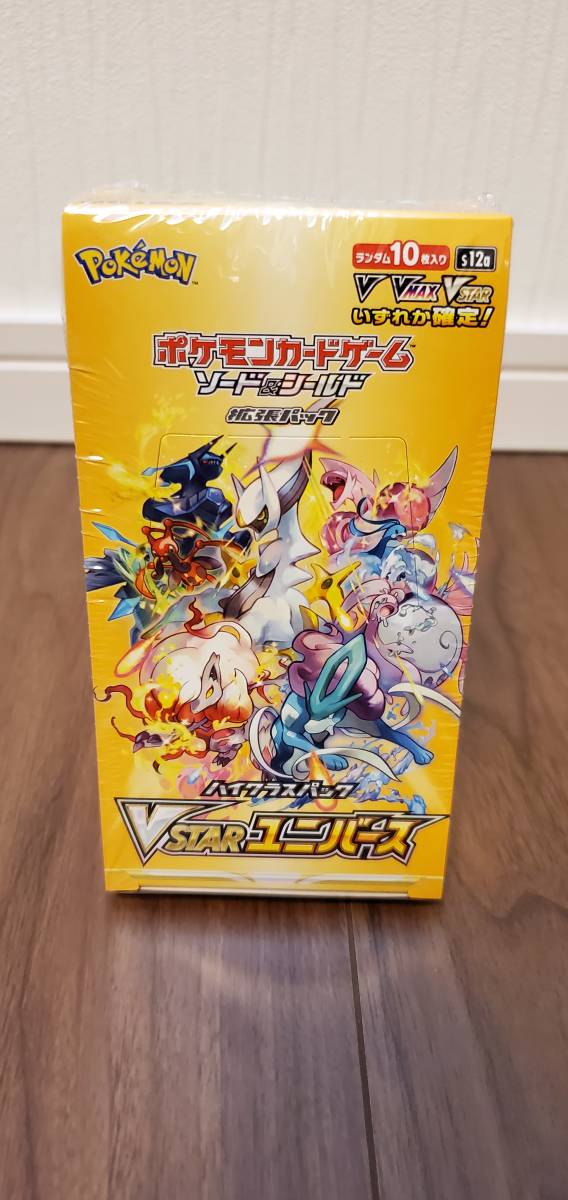 Pokémon™
ランダム10枚入り s12a
V VMAX VSTAR
いずれか確定!
ポケモンカードゲーム™
ソード&シールド
拡張パック
ハイクラスパック
VSTARユニバース